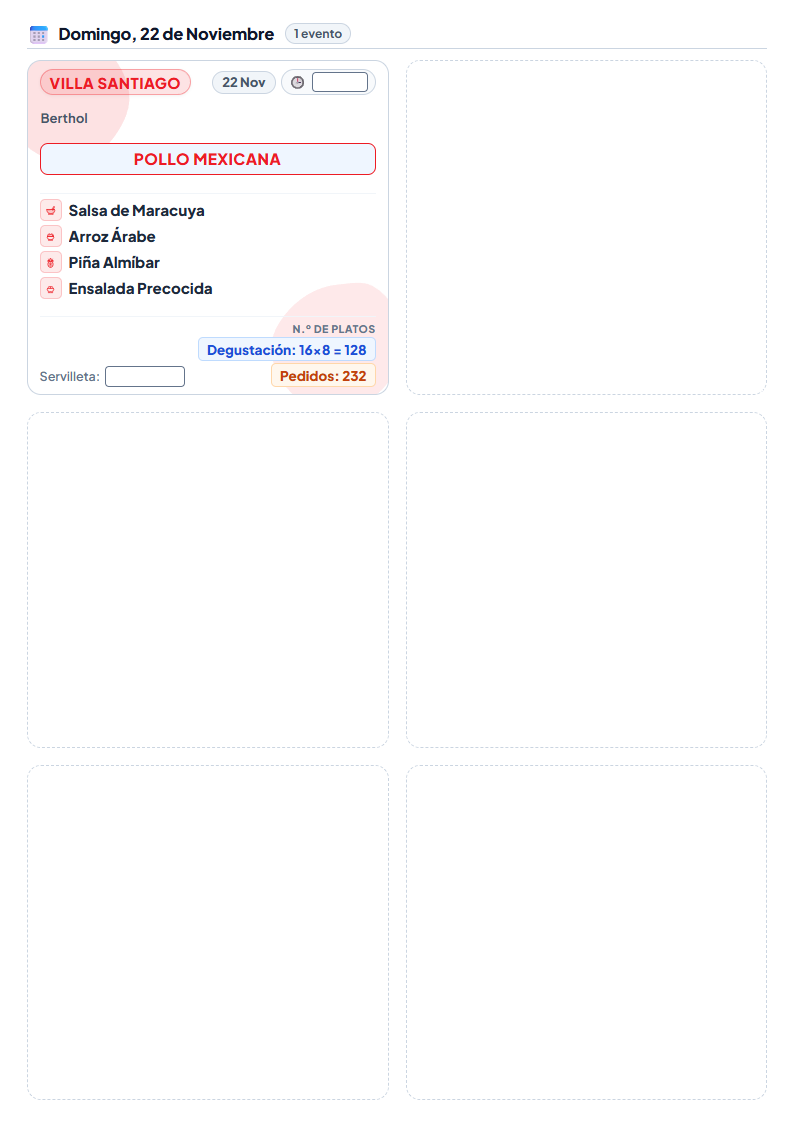 Domingo, 22 de Noviembre 1 evento
VILLA SANTIAGO 22 Nov
Berthol
POLLO MEXICANA
Salsa de Maracuya
Arroz Árabe
Piña Almíbar
Ensalada Precocida
N.º DE PLATOS
Degustación: 16×8 = 128
Servilleta: Pedidos: 232